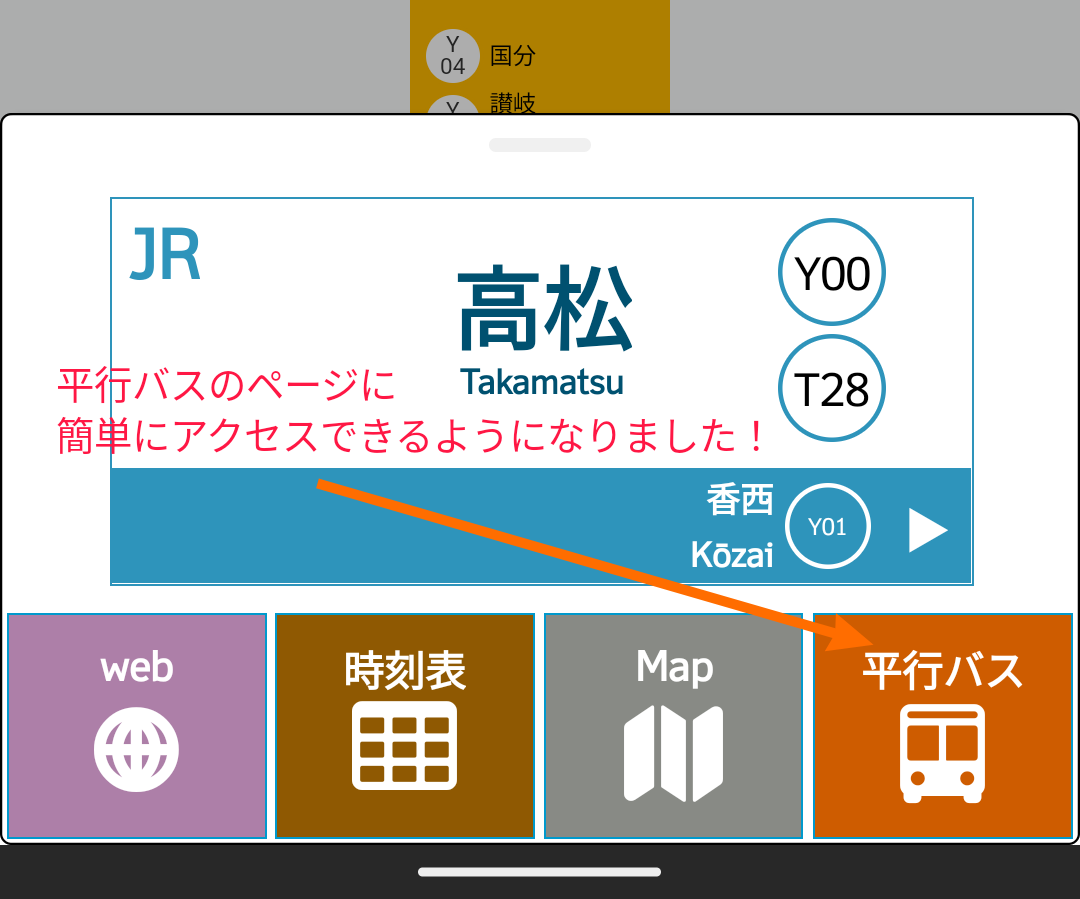 Y
04
国分
Y
讃岐
JR
高松
Takamatsu
Y00
T28
平行バスのページに
簡単にアクセスできるようになりました！
香西
Kōzai
Y01
web
時刻表
Map
平行バス